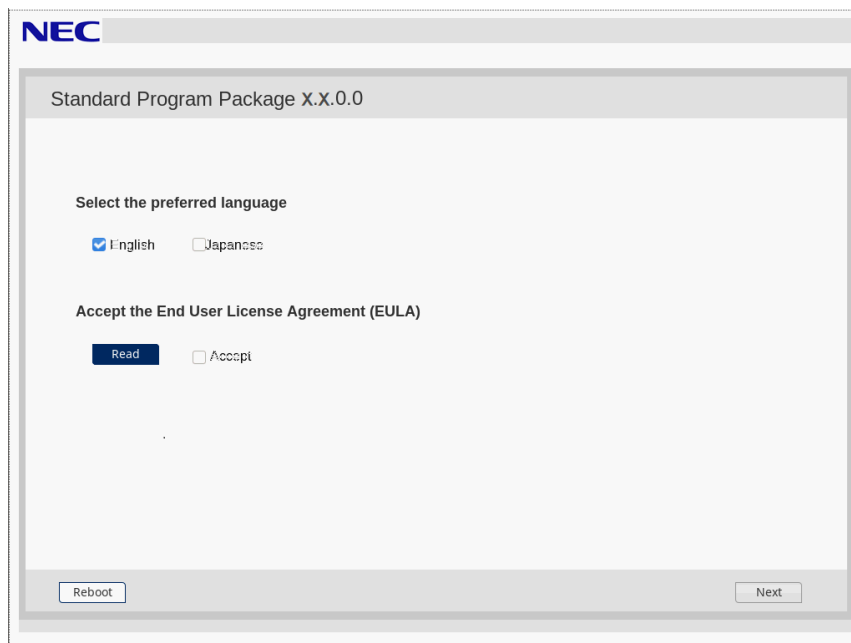 NEC
Standard Program Package X.X.0.0
Select the preferred language
English Japanese
Accept the End User License Agreement (EULA)
Read Accept
Reboot Next